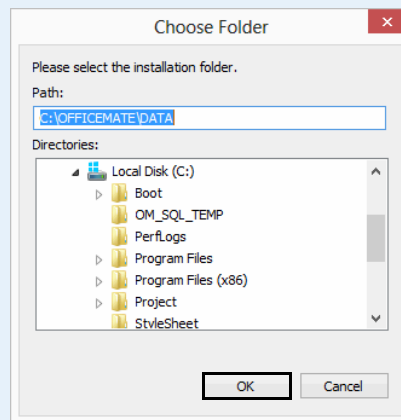 Choose Folder
Please select the installation folder.
Path:
C:\OFFICEMATE\DATA
Directories:
Local Disk (C:)
Boot
OM_SQL_TEMP
PerfLogs
Program Files
Program Files (x86)
Project
StyleSheet
OK Cancel